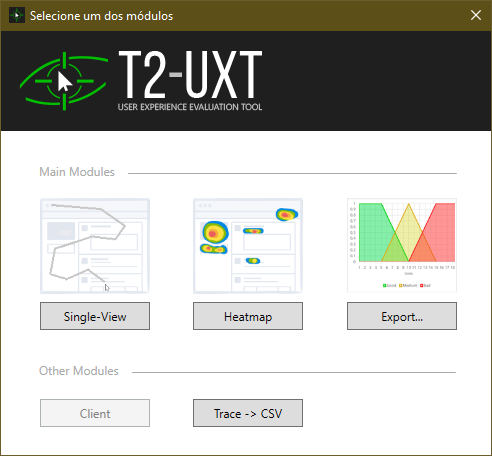 Selecione um dos módulos
T2-UXT
USER EXPERIENCE EVALUATION TOOL
Main Modules
Single-View
Heatmap
Export...
Other Modules
Client
Trace -> CSV